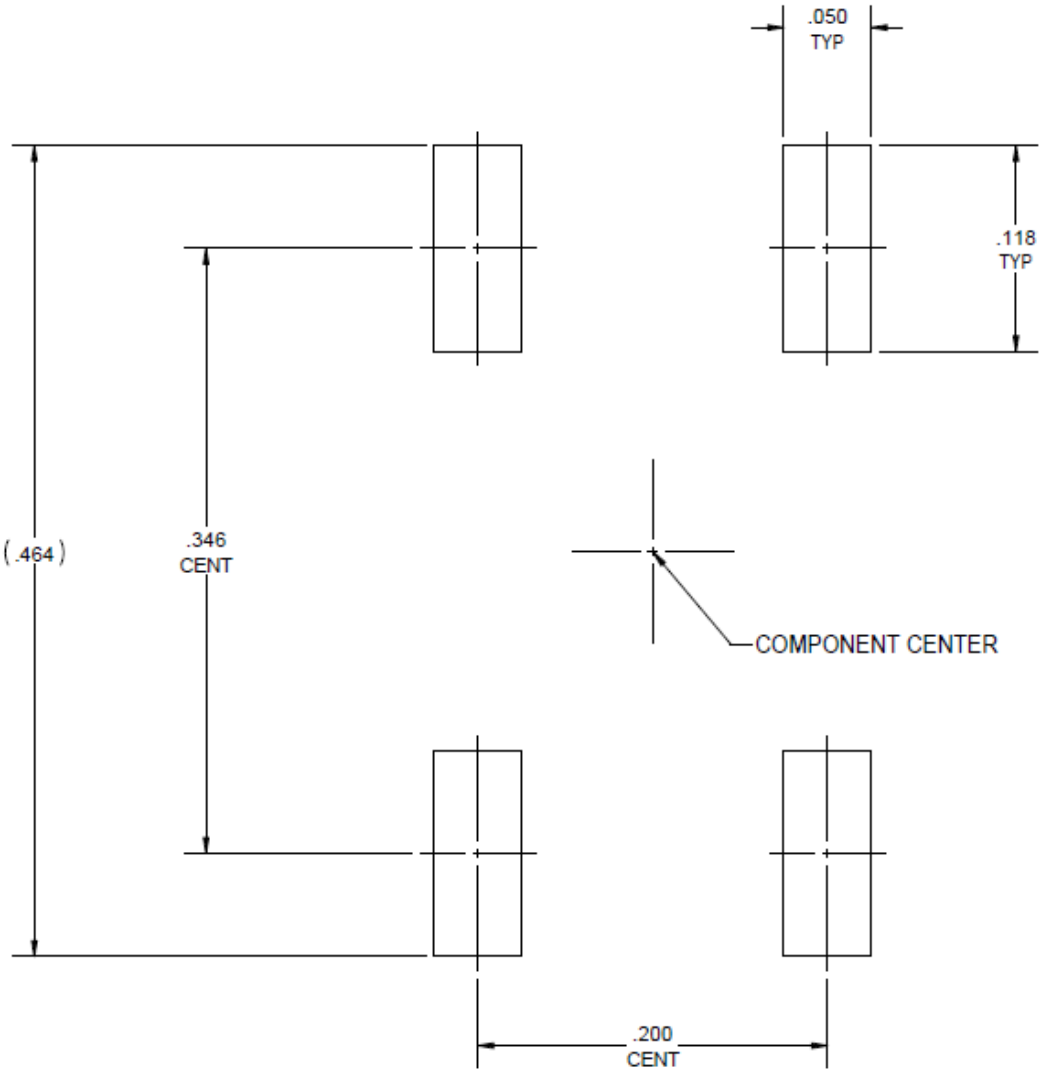 .050
TYP
.118
TYP
(.464)
.346
CENT
COMPONENT CENTER
.200
CENT